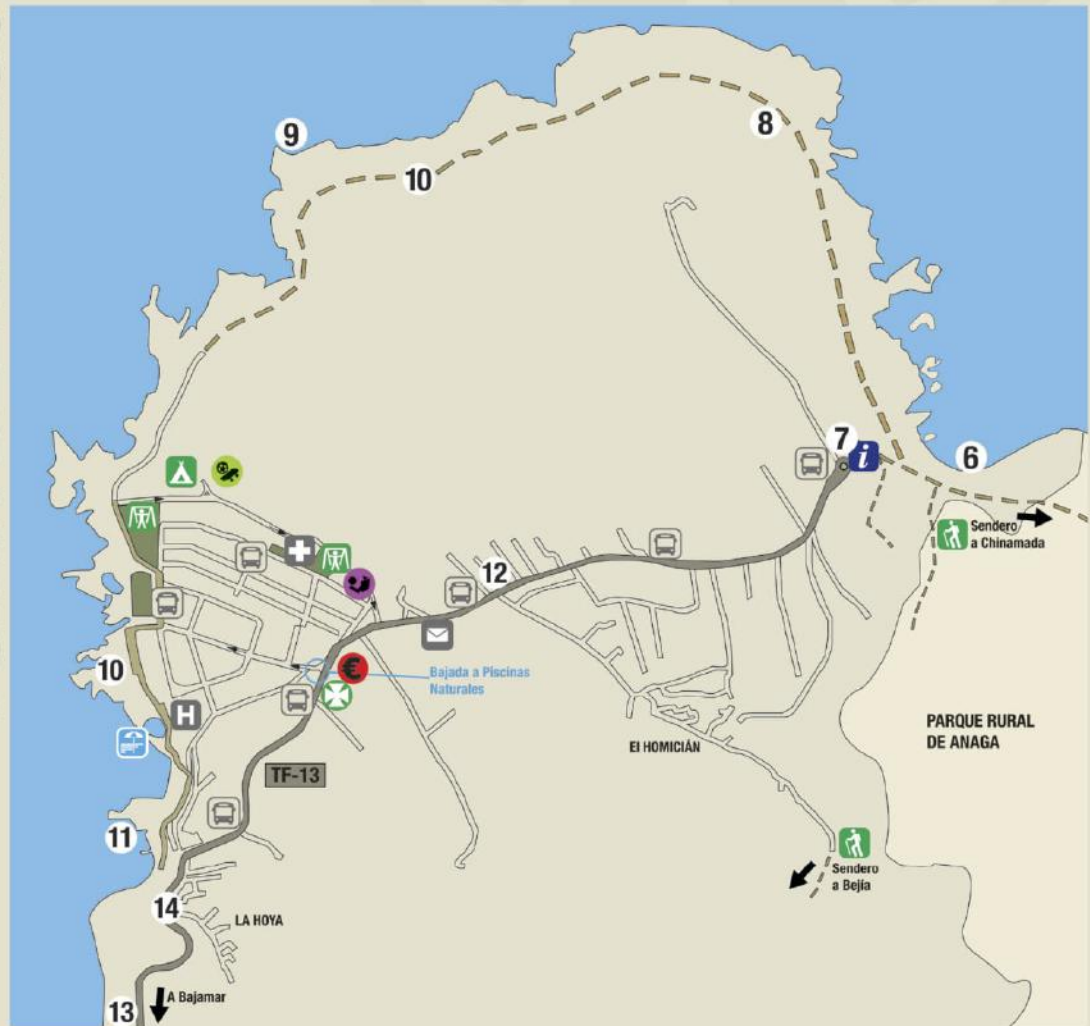 9
8
10
7
i
6
Sendero
a Chinamada
12
€
Bajada a Piscinas
Naturales
10
H
PARQUE RURAL
DE ANAGA
El HOMICIÁN
TF-13
11
Sendero
a Bejía
14
LA HOYA
A Bajamar
13